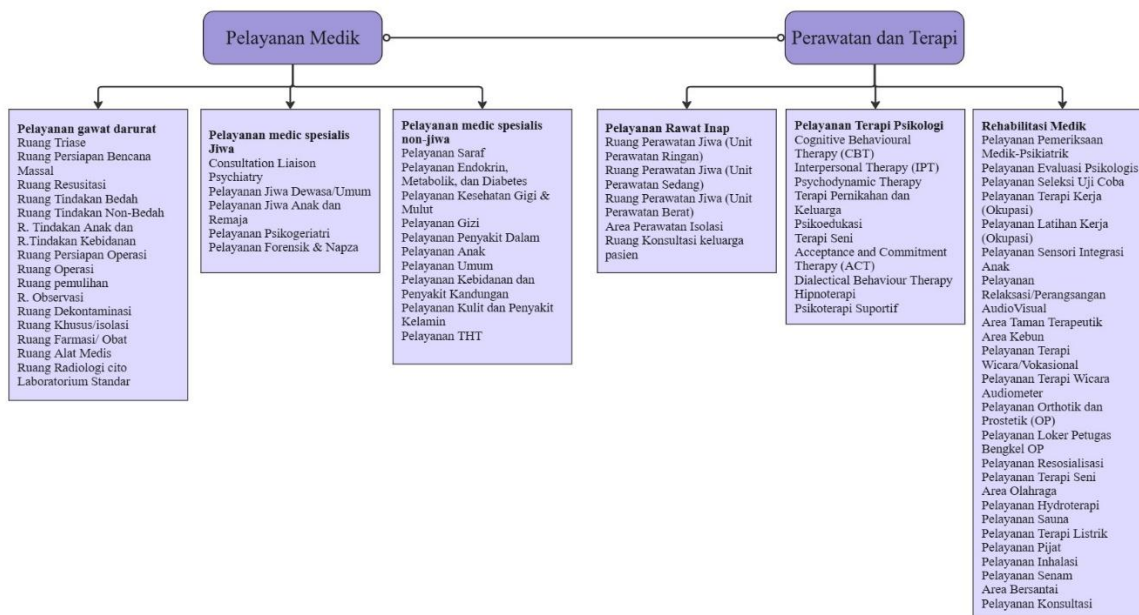 Pelayanan Medik
Perawatan dan Terapi
Pelayanan gawat darurat
Ruang Triase
Ruang Persiapan Bencana
Massal
Ruang Resusitasi
Ruang Tindakan Bedah
Ruang Tindakan Non-Bedah
R. Tindakan Anak dan
R.Tindakan Kebidanan
Ruang Persiapan Operasi
Ruang Operasi
Ruang pemulihan
R. Observasi
Ruang Dekontaminasi
Ruang Khusus/isolasi
Ruang Farmasi/ Obat
Ruang Alat Medis
Ruang Radiologi cito
Laboratorium Standar
Pelayanan medic spesialis
Jiwa
Consultation Liaison
Psychiatry
Pelayanan Jiwa Dewasa/Umum
Pelayanan Jiwa Anak dan
Remaja
Pelayanan Psikogeriatri
Pelayanan Forensik & Napza
Pelayanan medic spesialis
non-jiwa
Pelayanan Saraf
Pelayanan Endokrin,
Metabolik, dan Diabetes
Pelayanan Kesehatan Gigi &
Mulut
Pelayanan Gizi
Pelayanan Penyakit Dalam
Pelayanan Anak
Pelayanan Umum
Pelayanan Kebidanan dan
Penyakit Kandungan
Pelayanan Kulit dan Penyakit
Kelamin
Pelayanan THT
Pelayanan Rawat Inap
Ruang Perawatan Jiwa (Unit
Perawatan Ringan)
Ruang Perawatan Jiwa (Unit
Perawatan Sedang)
Ruang Perawatan Jiwa (Unit
Perawatan Berat)
Area Perawatan Isolasi
Ruang Konsultasi keluarga
pasien
Pelayanan Terapi Psikologi
Cognitive Behavioural
Therapy (CBT)
Interpersonal Therapy (IPT)
Psychodynamic Therapy
Terapi Pernikahan dan
Keluarga
Psikoedukasi
Terapi Seni
Acceptance and Commitment
Therapy (ACT)
Dialectical Behaviour Therapy
Hipnoterapi
Psikoterapi Suportif
Rehabilitasi Medik
Pelayanan Pemeriksaan
Medik-Psikiatrik
Pelayanan Evaluasi Psikologis
Pelayanan Seleksi Uji Coba
Pelayanan Terapi Kerja
(Okupasi)
Pelayanan Latihan Kerja
(Okupasi)
Pelayanan Sensori Integrasi
Anak
Pelayanan
Relaksasi/Perangsangan
AudioVisual
Area Taman Terapeutik
Area Kebun
Pelayanan Terapi
Wicara/Vokasional
Pelayanan Terapi Wicara
Audiometer
Pelayanan Orthotik dan
Prostetik (OP)
Pelayanan Loker Petugas
Bengkel OP
Pelayanan Resosialisasi
Pelayanan Terapi Seni
Area Olahraga
Pelayanan Hydroterapi
Pelayanan Sauna
Pelayanan Terapi Listrik
Pelayanan Pijat
Pelayanan Inhalasi
Pelayanan Senam
Area Bersantai
Pelayanan Konsultasi